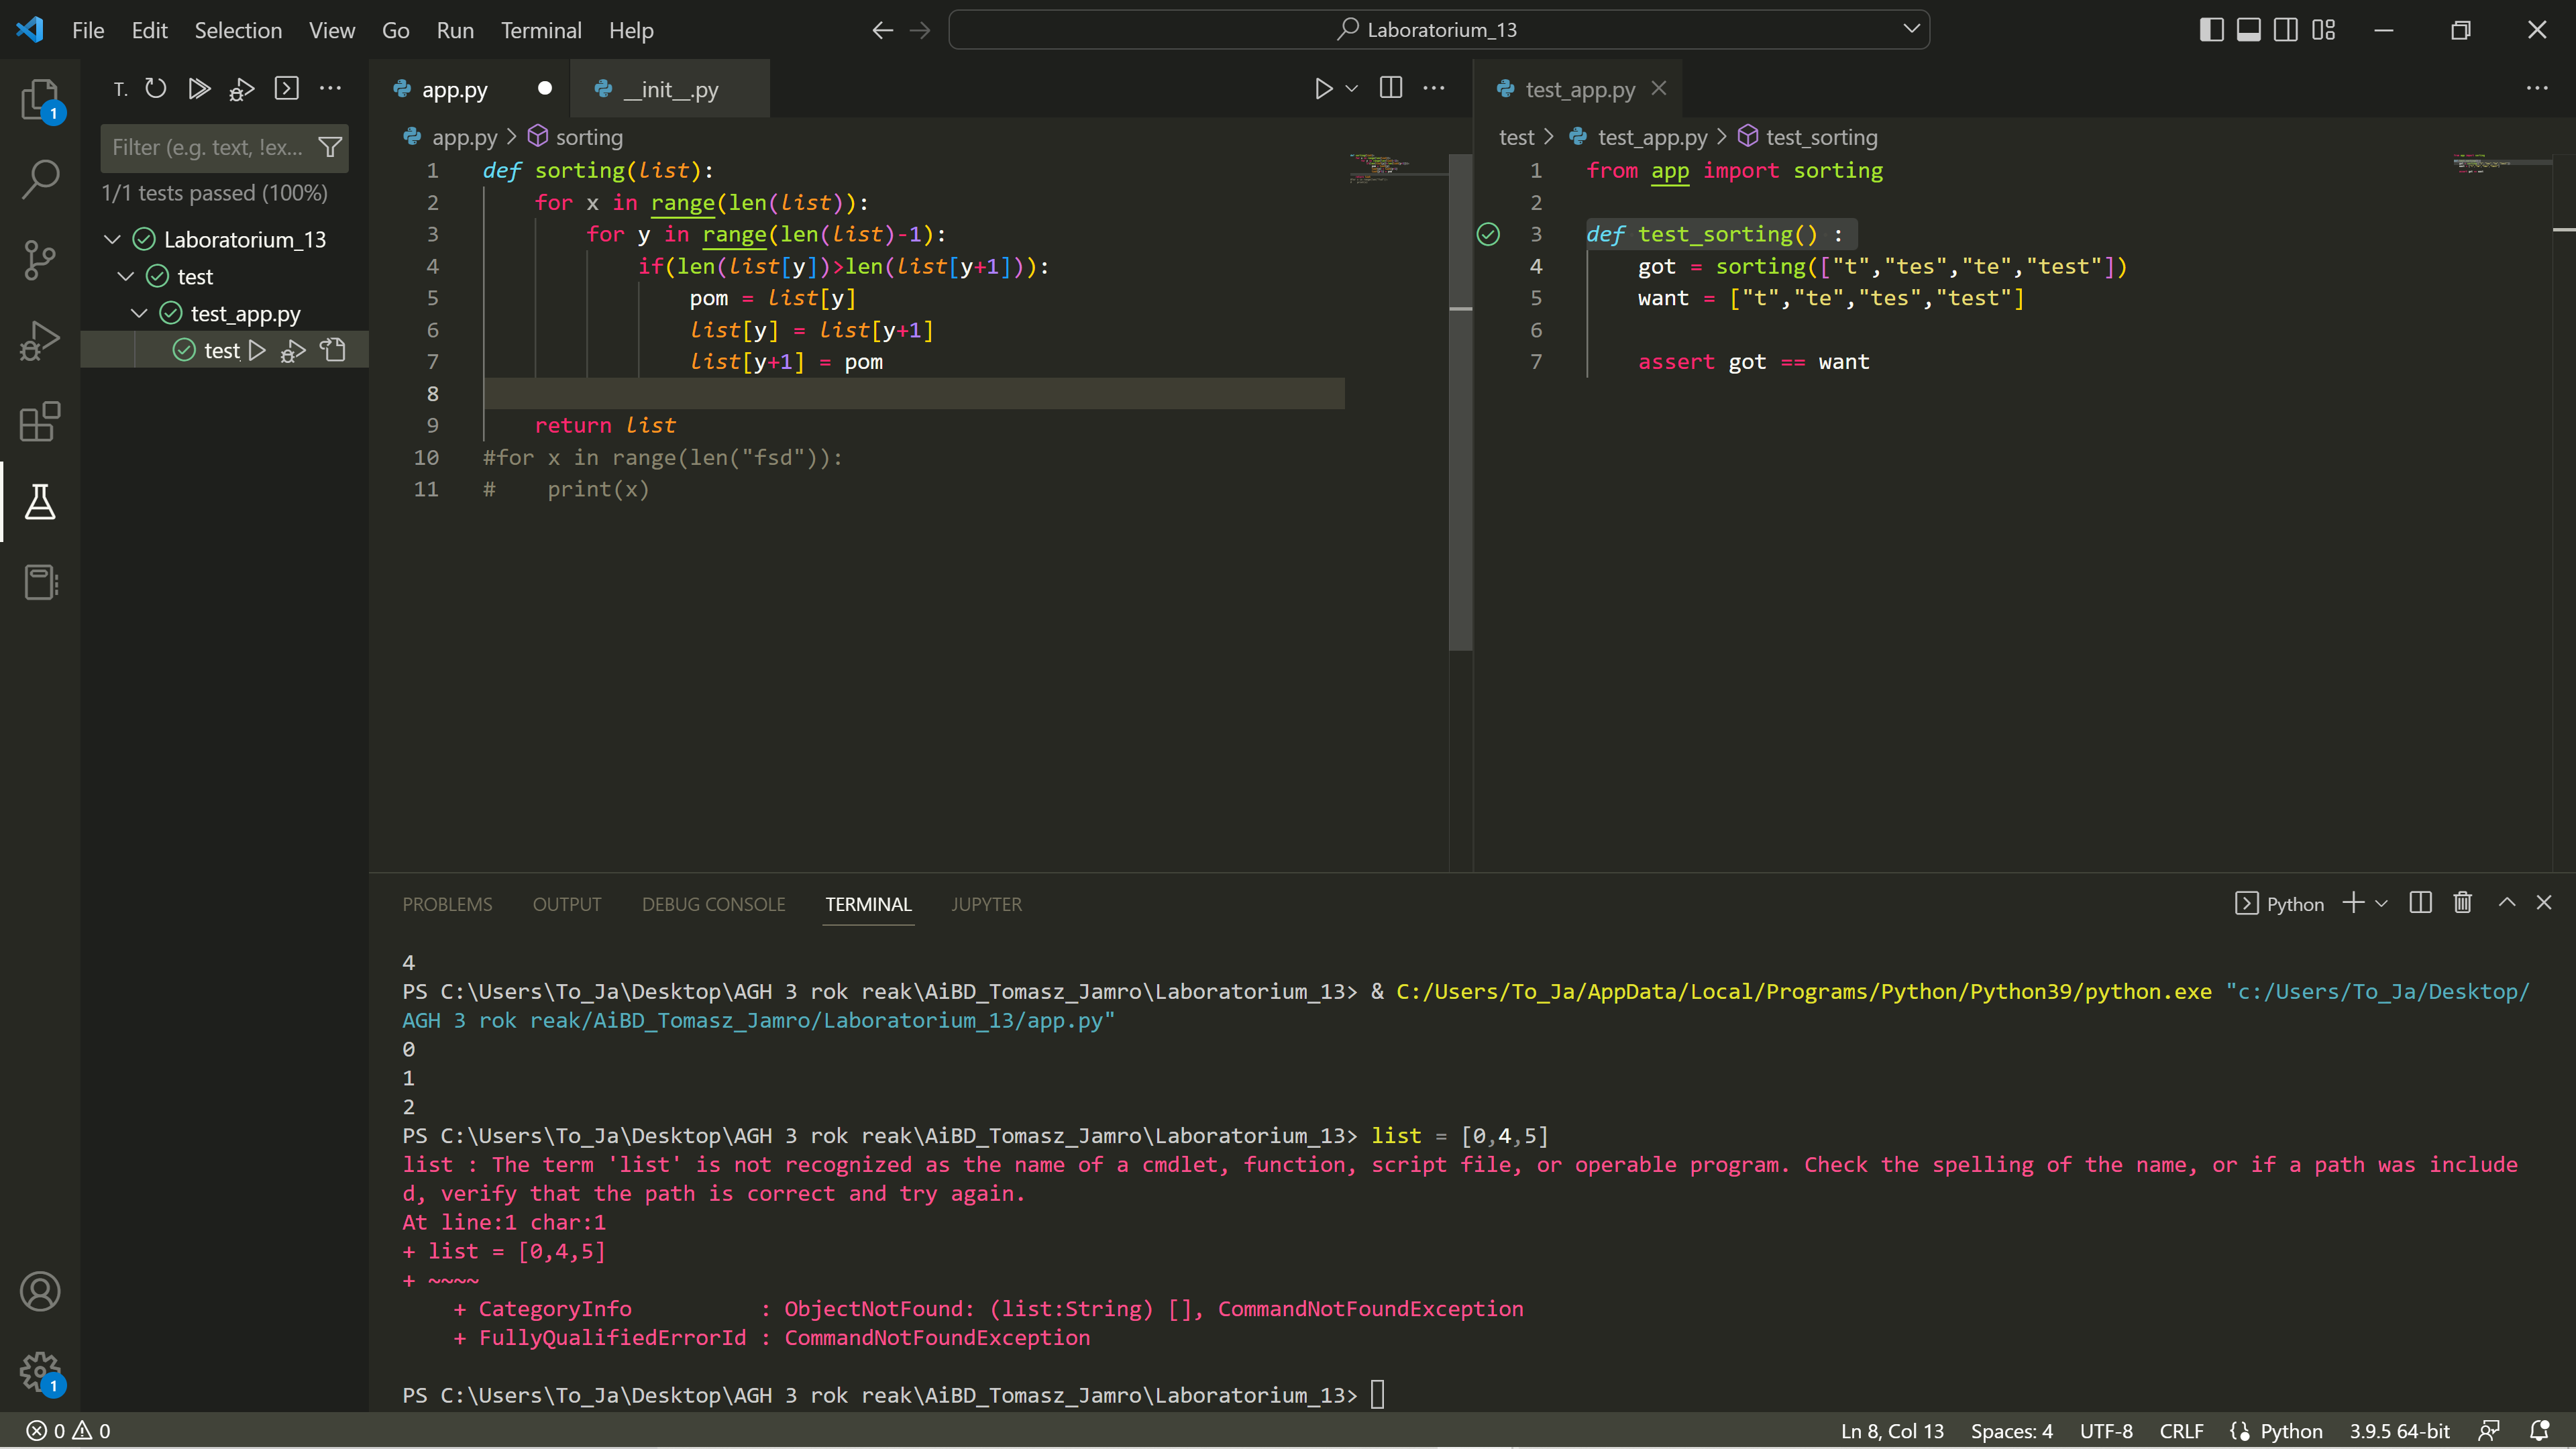 File Edit Selection View Go Run Terminal Help
Laboratorium_13
1
T.
Filter (e.g. text, !ex...
1/1 tests passed (100%)
Laboratorium_13
test
test_app.py
test
app.py
__init__.py
app.py > sorting
1 def sorting(list):
2     for x in range(len(list)):
3         for y in range(len(list)-1):
4             if(len(list[y])>len(list[y+1])):
5                 pom = list[y]
6                 list[y] = list[y+1]
7                 list[y+1] = pom
8
9     return list
10 #for x in range(len("fsd")):
11 #    print(x)
test_app.py
test > test_app.py > test_sorting
1 from app import sorting
2
3 def test_sorting() :
4     got = sorting(["t","tes","te","test"])
5     want = ["t","te","tes","test"]
6
7     assert got == want
PROBLEMS OUTPUT DEBUG CONSOLE TERMINAL JUPYTER
Python
4
PS C:\Users\To_Ja\Desktop\AGH 3 rok reak\AiBD_Tomasz_Jamro\Laboratorium_13> & C:/Users/To_Ja/AppData/Local/Programs/Python/Python39/python.exe "c:/Users/To_Ja/Desktop/
AGH 3 rok reak/AiBD_Tomasz_Jamro/Laboratorium_13/app.py"
0
1
2
PS C:\Users\To_Ja\Desktop\AGH 3 rok reak\AiBD_Tomasz_Jamro\Laboratorium_13> list = [0,4,5]
list : The term 'list' is not recognized as the name of a cmdlet, function, script file, or operable program. Check the spelling of the name, or if a path was include
d, verify that the path is correct and try again.
At line:1 char:1
+ list = [0,4,5]
+ ~~~~
    + CategoryInfo          : ObjectNotFound: (list:String) [], CommandNotFoundException
    + FullyQualifiedErrorId : CommandNotFoundException
PS C:\Users\To_Ja\Desktop\AGH 3 rok reak\AiBD_Tomasz_Jamro\Laboratorium_13>
1
0 0
Ln 8, Col 13 Spaces: 4 UTF-8 CRLF Python 3.9.5 64-bit